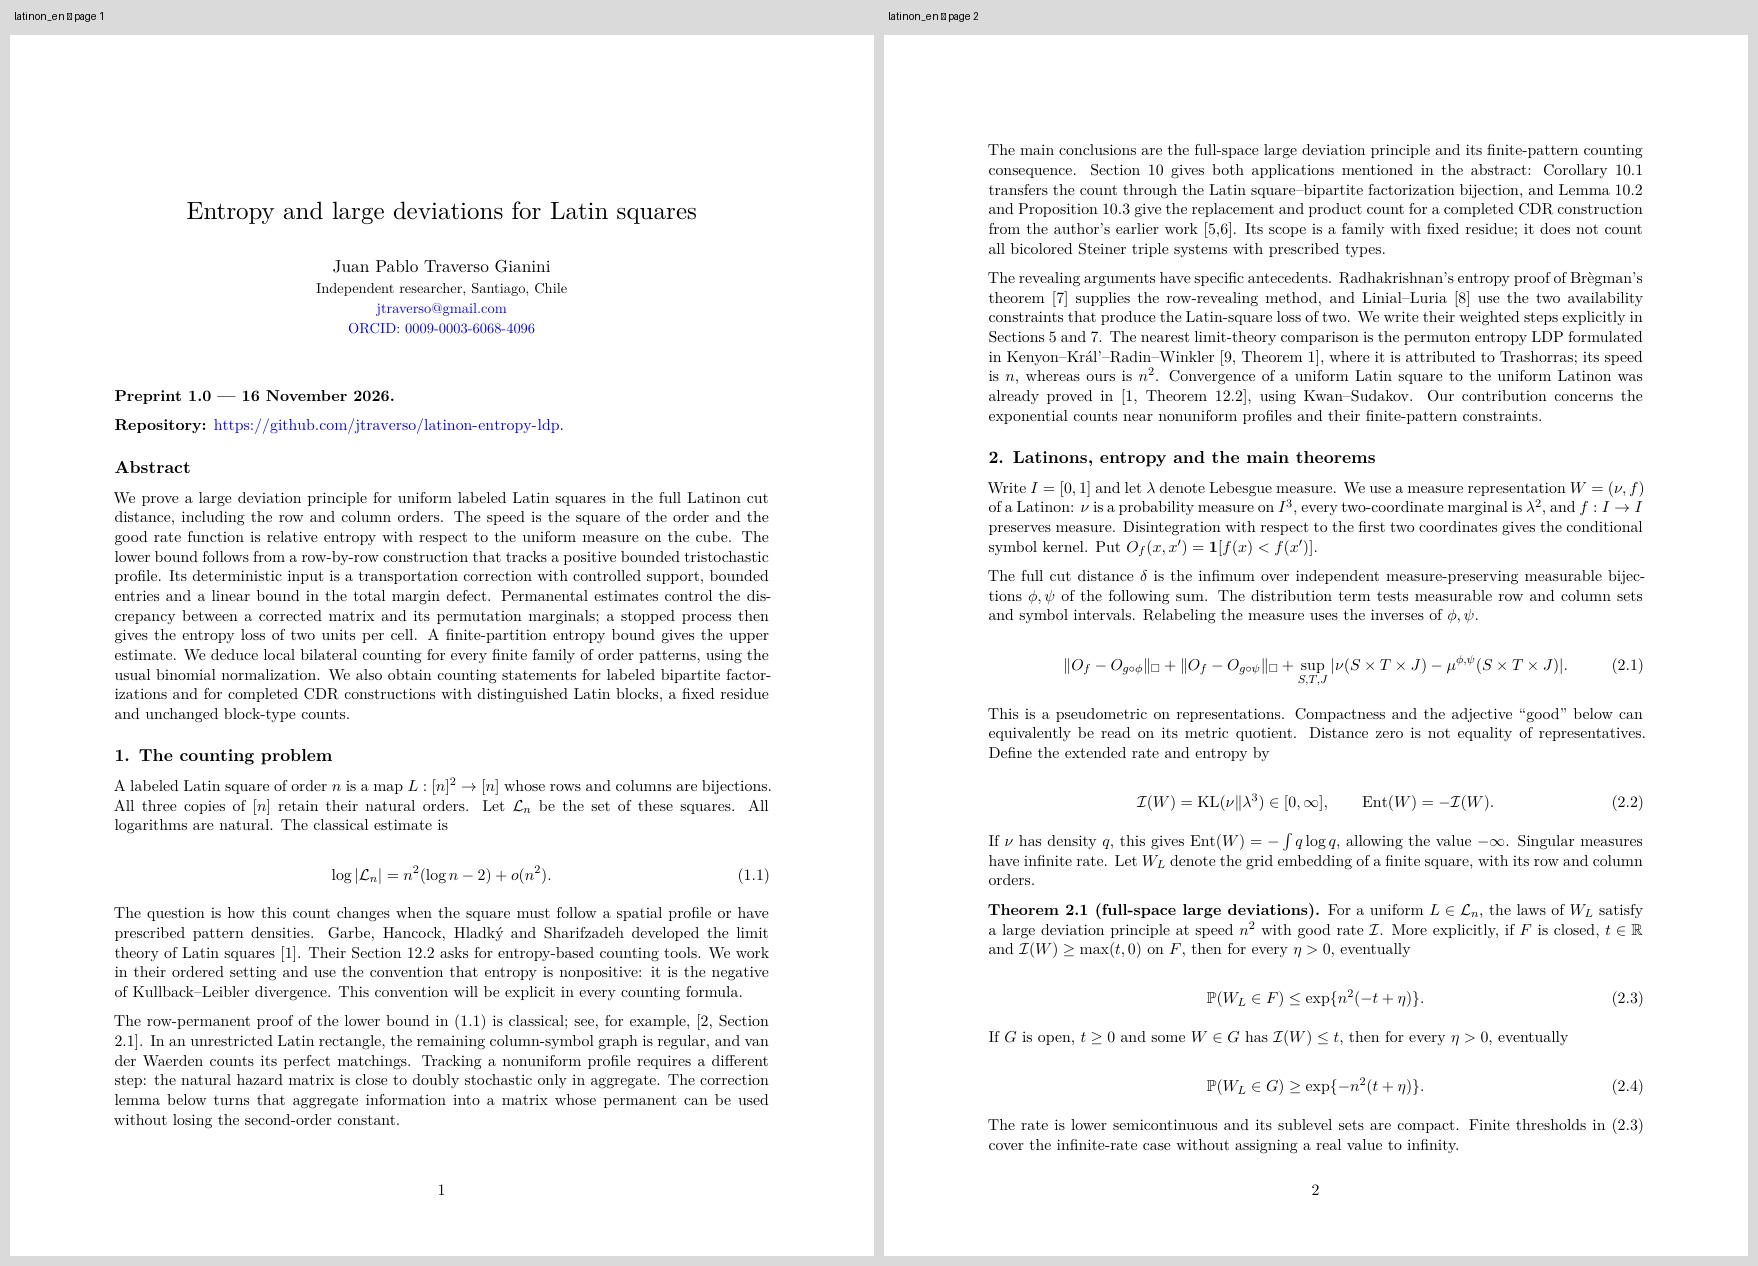 latinon_en page 1
Entropy and large deviations for Latin squares
Juan Pablo Traverso Gianini
Independent researcher, Santiago, Chile
jtraverso@gmail.com
ORCID: 0009-0003-6068-4096
Preprint 1.0 — 16 November 2026.
Repository: https://github.com/jtraverso/latinon-entropy-ldp.
Abstract
We prove a large deviation principle for uniform labeled Latin squares in the full Latinon cut
distance, including the row and column orders. The speed is the square of the order and the
good rate function is relative entropy with respect to the uniform measure on the cube. The
lower bound follows from a row-by-row construction that tracks a positive bounded tristochastic
profile. Its deterministic input is a transportation correction with controlled support, bounded
entries and a linear bound in the total margin defect. Permanental estimates control the dis-
crepancy between a corrected matrix and its permutation marginals; a stopped process then
gives the entropy loss of two units per cell. A finite-partition entropy bound gives the upper
estimate. We deduce local bilateral counting for every finite family of order patterns, using the
usual binomial normalization. We also obtain counting statements for labeled bipartite factor-
izations and for completed CDR constructions with distinguished Latin blocks, a fixed residue
and unchanged block-type counts.
1. The counting problem
A labeled Latin square of order n is a map L : [n]² → [n] whose rows and columns are bijections.
All three copies of [n] retain their natural orders. Let 𝓛ₙ be the set of these squares. All
logarithms are natural. The classical estimate is
log |𝓛ₙ| = n²(log n − 2) + o(n²). (1.1)
The question is how this count changes when the square must follow a spatial profile or have
prescribed pattern densities. Garbe, Hancock, Hladký and Sharifzadeh developed the limit
theory of Latin squares [1]. Their Section 12.2 asks for entropy-based counting tools. We work
in their ordered setting and use the convention that entropy is nonpositive: it is the negative
of Kullback–Leibler divergence. This convention will be explicit in every counting formula.
The row-permanent proof of the lower bound in (1.1) is classical; see, for example, [2, Section
2.1]. In an unrestricted Latin rectangle, the remaining column-symbol graph is regular, and van
der Waerden counts its perfect matchings. Tracking a nonuniform profile requires a different
step: the natural hazard matrix is close to doubly stochastic only in aggregate. The correction
lemma below turns that aggregate information into a matrix whose permanent can be used
without losing the second-order constant.
1
latinon_en page 2
The main conclusions are the full-space large deviation principle and its finite-pattern counting
consequence. Section 10 gives both applications mentioned in the abstract: Corollary 10.1
transfers the count through the Latin square–bipartite factorization bijection, and Lemma 10.2
and Proposition 10.3 give the replacement and product count for a completed CDR construction
from the author's earlier work [5,6]. Its scope is a family with fixed residue; it does not count
all bicolored Steiner triple systems with prescribed types.
The revealing arguments have specific antecedents. Radhakrishnan's entropy proof of Brègman's
theorem [7] supplies the row-revealing method, and Linial–Luria [8] use the two availability
constraints that produce the Latin-square loss of two. We write their weighted steps explicitly in
Sections 5 and 7. The nearest limit-theory comparison is the permuton entropy LDP formulated
in Kenyon–Král'–Radin–Winkler [9, Theorem 1], where it is attributed to Trashorras; its speed
is n, whereas ours is n². Convergence of a uniform Latin square to the uniform Latinon was
already proved in [1, Theorem 12.2], using Kwan–Sudakov. Our contribution concerns the
exponential counts near nonuniform profiles and their finite-pattern constraints.
2. Latinons, entropy and the main theorems
Write I = [0, 1] and let λ denote Lebesgue measure. We use a measure representation W = (ν, f)
of a Latinon: ν is a probability measure on I³, every two-coordinate marginal is λ², and f : I → I
preserves measure. Disintegration with respect to the first two coordinates gives the conditional
symbol kernel. Put O_f(x, x′) = 𝟏[f(x) < f(x′)].
The full cut distance δ is the infimum over independent measure-preserving measurable bijec-
tions ϕ, ψ of the following sum. The distribution term tests measurable row and column sets
and symbol intervals. Relabeling the measure uses the inverses of ϕ, ψ.
‖O_f − O_{g∘ϕ}‖_□ + ‖O_f − O_{g∘ψ}‖_□ + sup_{S,T,J} |ν(S × T × J) − μ^{ϕ,ψ}(S × T × J)|. (2.1)
This is a pseudometric on representations. Compactness and the adjective “good” below can
equivalently be read on its metric quotient. Distance zero is not equality of representatives.
Define the extended rate and entropy by
𝓘(W) = KL(ν‖λ³) ∈ [0, ∞], Ent(W) = −𝓘(W). (2.2)
If ν has density q, this gives Ent(W) = − ∫ q log q, allowing the value −∞. Singular measures
have infinite rate. Let W_L denote the grid embedding of a finite square, with its row and column
orders.
Theorem 2.1 (full-space large deviations). For a uniform L ∈ 𝓛ₙ, the laws of W_L satisfy
a large deviation principle at speed n² with good rate 𝓘. More explicitly, if F is closed, t ∈ ℝ
and 𝓘(W) ≥ max(t, 0) on F, then for every η > 0, eventually
ℙ(W_L ∈ F) ≤ exp{n²(−t + η)}. (2.3)
If G is open, t ≥ 0 and some W ∈ G has 𝓘(W) ≤ t, then for every η > 0, eventually
ℙ(W_L ∈ G) ≥ exp{−n²(t + η)}. (2.4)
The rate is lower semicontinuous and its sublevel sets are compact. Finite thresholds in (2.3)
cover the infinite-rate case without assigning a real value to infinity.
2